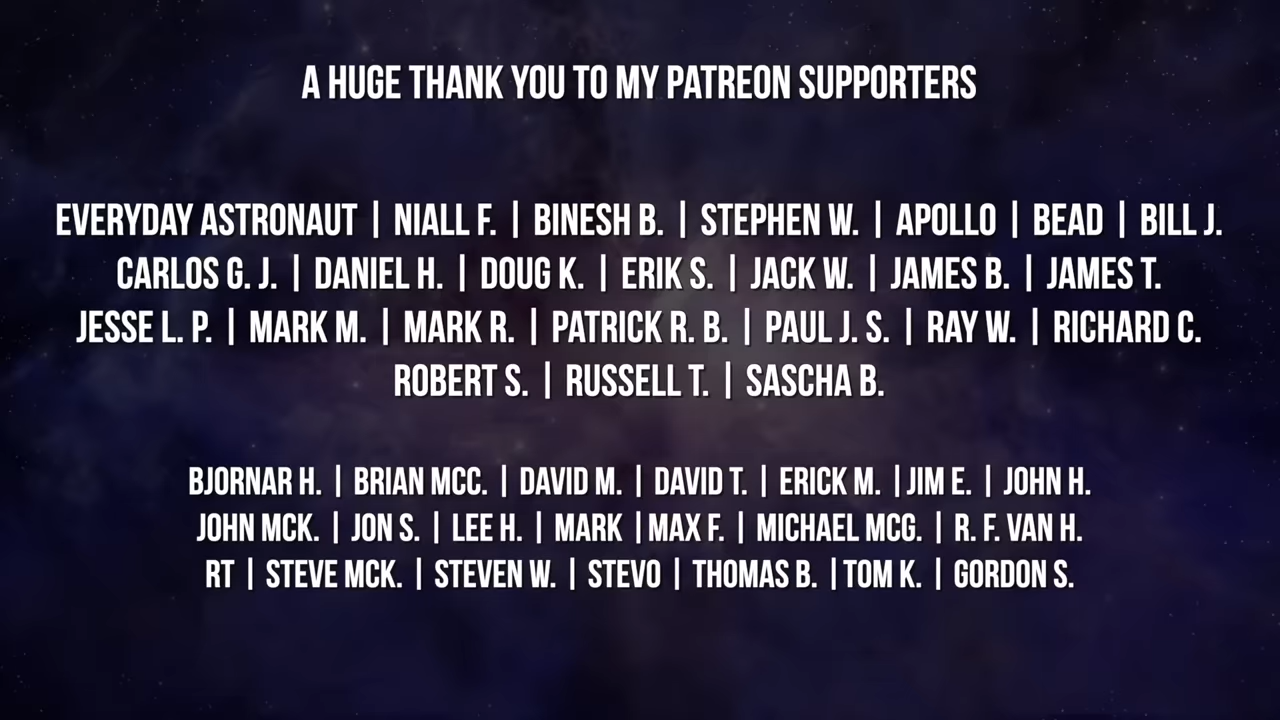 A HUGE THANK YOU TO MY PATREON SUPPORTERS
EVERYDAY ASTRONAUT | NIALL F. | BINESH B. | STEPHEN W. | APOLLO | BEAD | BILL J.
CARLOS G. J. | DANIEL H. | DOUG K. | ERIK S. | JACK W. | JAMES B. | JAMES T.
JESSE L. P. | MARK M. | MARK R. | PATRICK R. B. | PAUL J. S. | RAY W. | RICHARD C.
ROBERT S. | RUSSELL T. | SASCHA B.
BJORNAR H. | BRIAN MCC. | DAVID M. | DAVID T. | ERICK M. | JIM E. | JOHN H.
JOHN MCK. | JON S. | LEE H. | MARK | MAX F. | MICHAEL MCG. | R. F. VAN H.
RT | STEVE MCK. | STEVEN W. | STEVO | THOMAS B. | TOM K. | GORDON S.